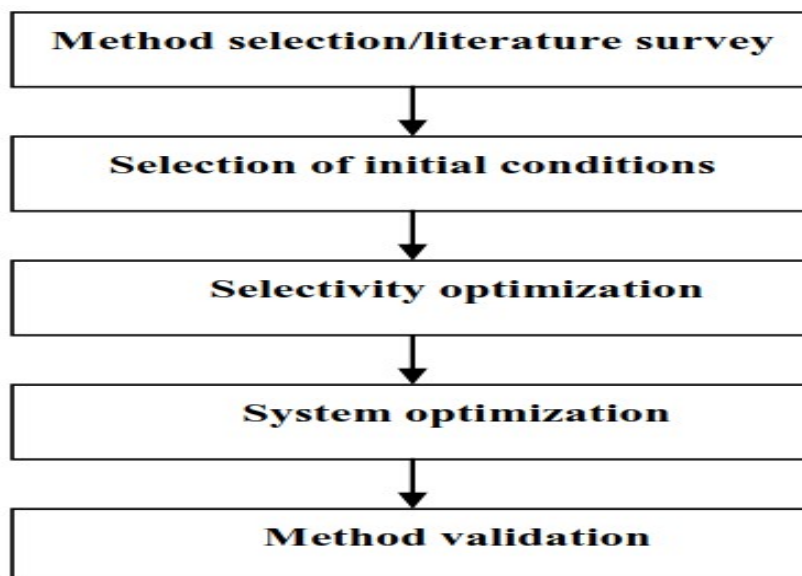 Method selection/literature survey
Selection of initial conditions
Selectivity optimization
System optimization
Method validation